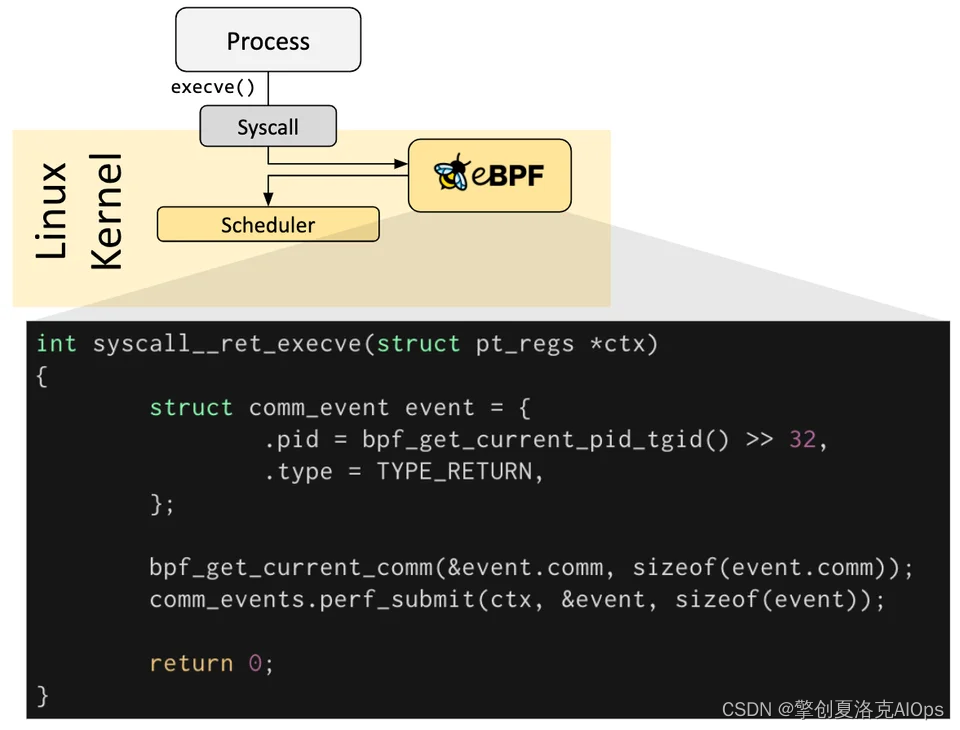 Process
execve()
Syscall
eBPF
Scheduler
Linux
Kernel
int syscall__ret_execve(struct pt_regs *ctx)
{
        struct comm_event event = {
                .pid = bpf_get_current_pid_tgid() >> 32,
                .type = TYPE_RETURN,
        };

        bpf_get_current_comm(&event.comm, sizeof(event.comm));
        comm_events.perf_submit(ctx, &event, sizeof(event));

        return 0;
}
CSDN @擎创夏洛克AIOps